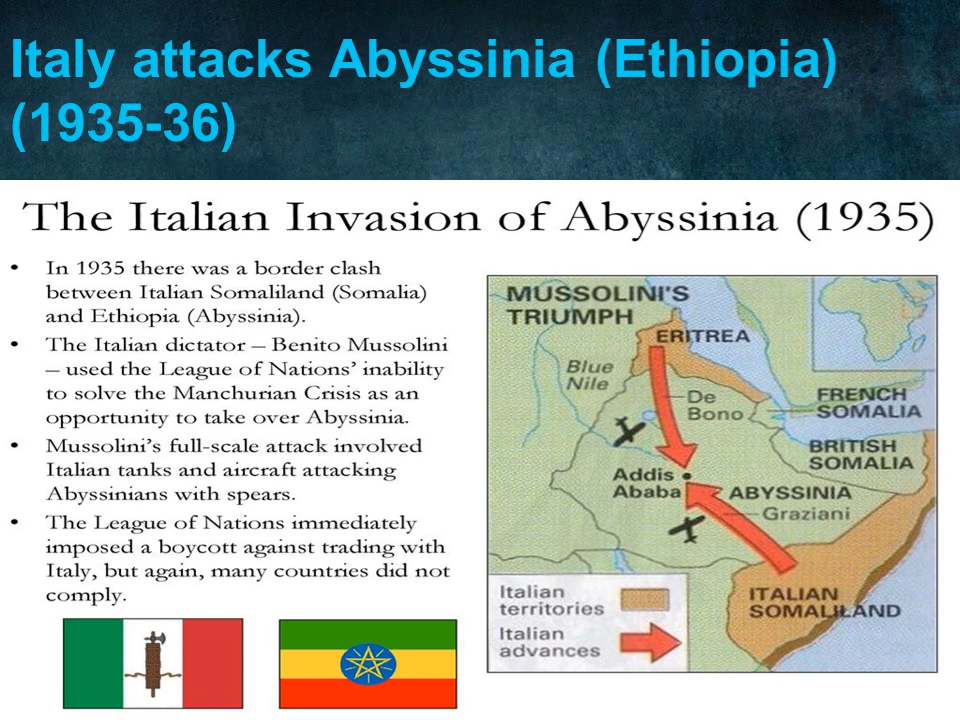 Italy attacks Abyssinia (Ethiopia)
(1935-36)
The Italian Invasion of Abyssinia (1935)
• In 1935 there was a border clash
between Italian Somaliland (Somalia)
and Ethiopia (Abyssinia).
• The Italian dictator – Benito Mussolini
– used the League of Nations’ inability
to solve the Manchurian Crisis as an
opportunity to take over Abyssinia.
• Mussolini’s full-scale attack involved
Italian tanks and aircraft attacking
Abyssinians with spears.
• The League of Nations immediately
imposed a boycott against trading with
Italy, but again, many countries did not
comply.
MUSSOLINI'S
TRIUMPH
ERITREA
Blue
Nile
De
Bono
FRENCH
SOMALIA
BRITISH
SOMALIA
Addis
Ababa
ABYSSINIA
Graziani
ITALIAN
SOMALILAND
Italian
territories
Italian
advances